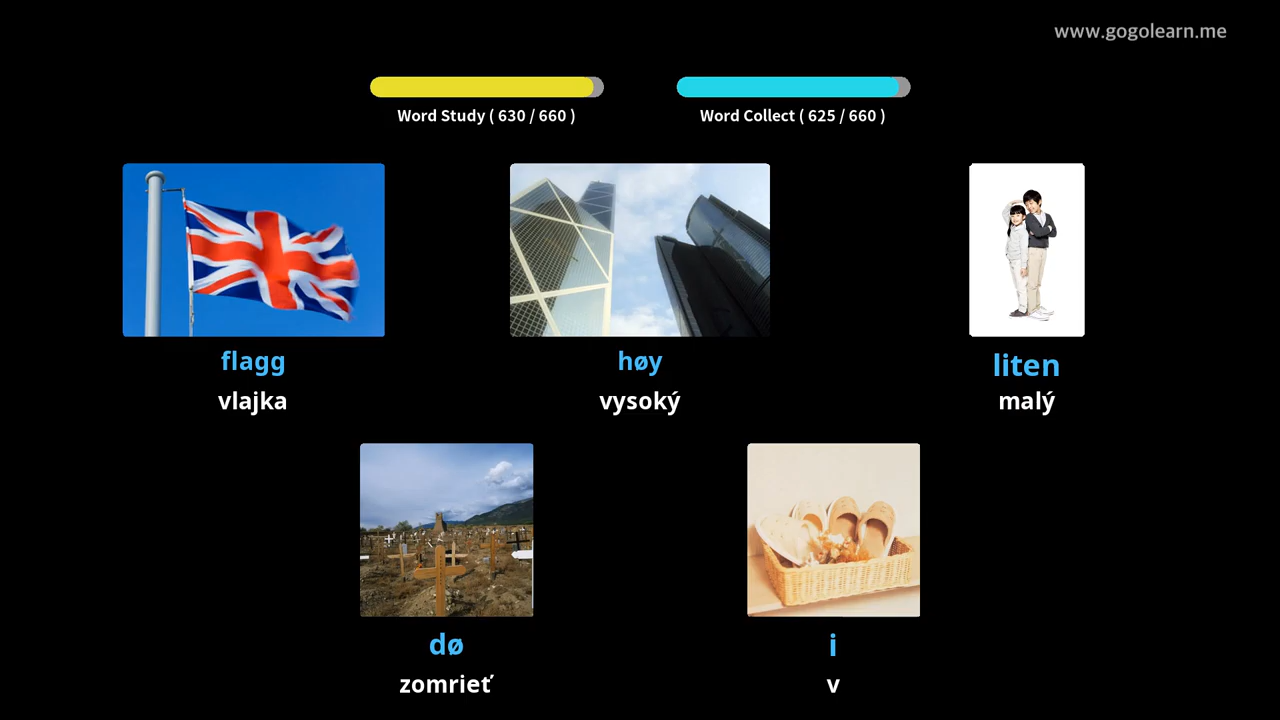 www.gogolearn.me
Word Study ( 630 / 660 )
Word Collect ( 625 / 660 )
flagg
vlajka
høy
vysoký
liten
malý
dø
zomrieť
i
v